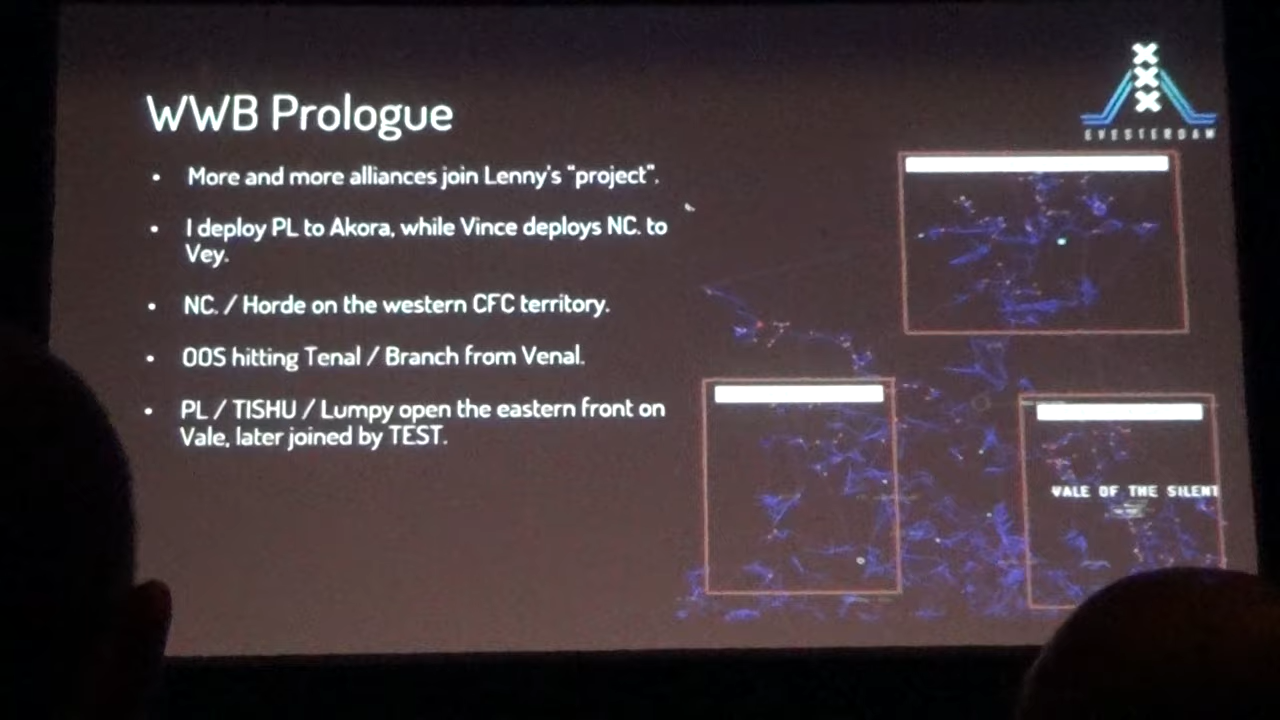 WWB Prologue
XXX
EVESTERDAM
• More and more alliances join Lenny's "project".
• I deploy PL to Akora, while Vince deploys NC. to
Vey.
• NC. / Horde on the western CFC territory.
• OOS hitting Tenal / Branch from Venal.
• PL / TISHU / Lumpy open the eastern front on
Vale, later joined by TEST.
VALE OF THE SILENT